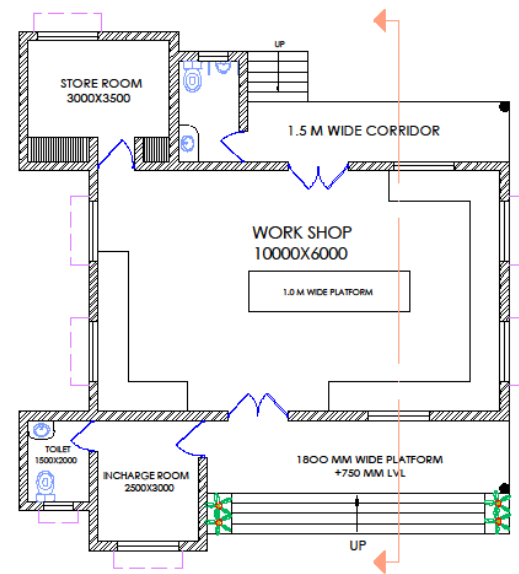 UP
STORE ROOM
3000X3500
1.5 M WIDE CORRIDOR
WORK SHOP
10000X6000
1.0 M WIDE PLATFORM
TOILET
1500X2000
INCHARGE ROOM
2500X3000
1800 MM WIDE PLATFORM
+750 MM LVL
UP